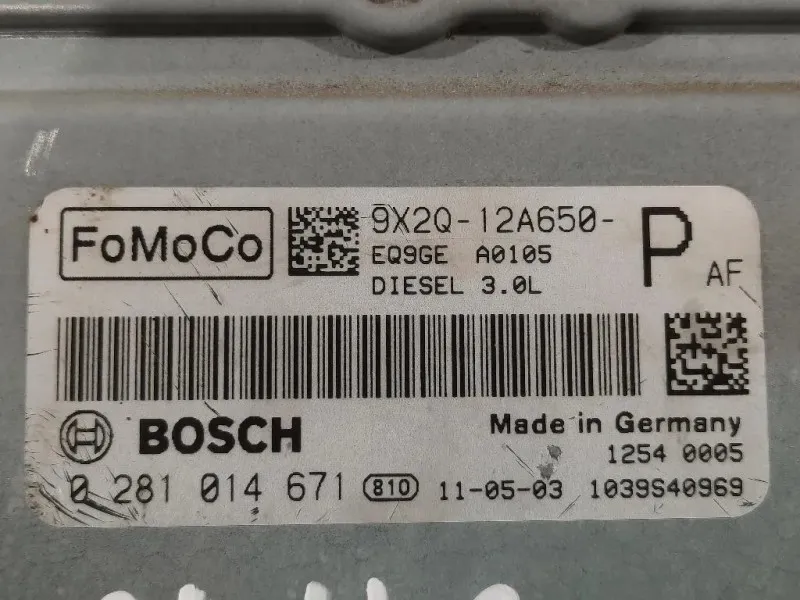 FoMoCo
9X2Q-12A650-
P AF
EQ9GE A0105
DIESEL 3.0L
BOSCH
Made in Germany
1254 0005
0 281 014 671 810 11-05-03 1039S40969